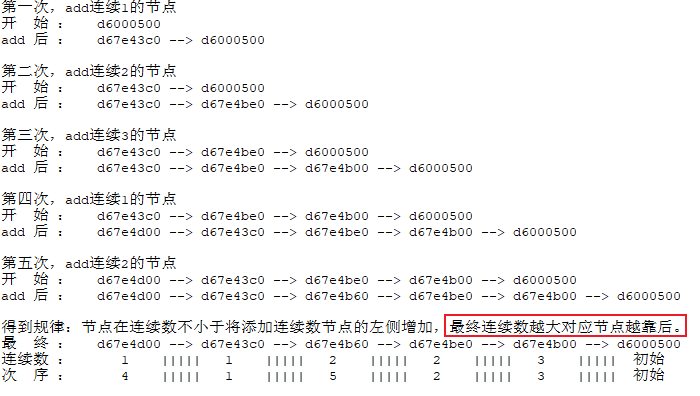 第一次，add连续1的节点
开　始：　d6000500
add 后：　d67e43c0 --> d6000500
第二次，add连续2的节点
开　始：　d67e43c0 --> d6000500
add 后：　d67e43c0 --> d67e4be0 --> d6000500
第三次，add连续3的节点
开　始：　d67e43c0 --> d67e4be0 --> d6000500
add 后：　d67e43c0 --> d67e4be0 --> d67e4b00 --> d6000500
第四次，add连续1的节点
开　始：　d67e43c0 --> d67e4be0 --> d67e4b00 --> d6000500
add 后：　d67e4d00 --> d67e43c0 --> d67e4be0 --> d67e4b00 --> d6000500
第五次，add连续2的节点
开　始：　d67e4d00 --> d67e43c0 --> d67e4be0 --> d67e4b00 --> d6000500
add 后：　d67e4d00 --> d67e43c0 --> d67e4b60 --> d67e4be0 --> d67e4b00 --> d6000500
得到规律：节点在连续数不小于将添加连续数节点的左侧增加，最终连续数越大对应节点越靠后。
最　终：　d67e4d00 --> d67e43c0 --> d67e4b60 --> d67e4be0 --> d67e4b00 --> d6000500
连续数：　1　|||||　1　|||||　2　|||||　2　|||||　3　|||||　初始
次　序：　4　|||||　1　|||||　5　|||||　2　|||||　3　|||||　初始